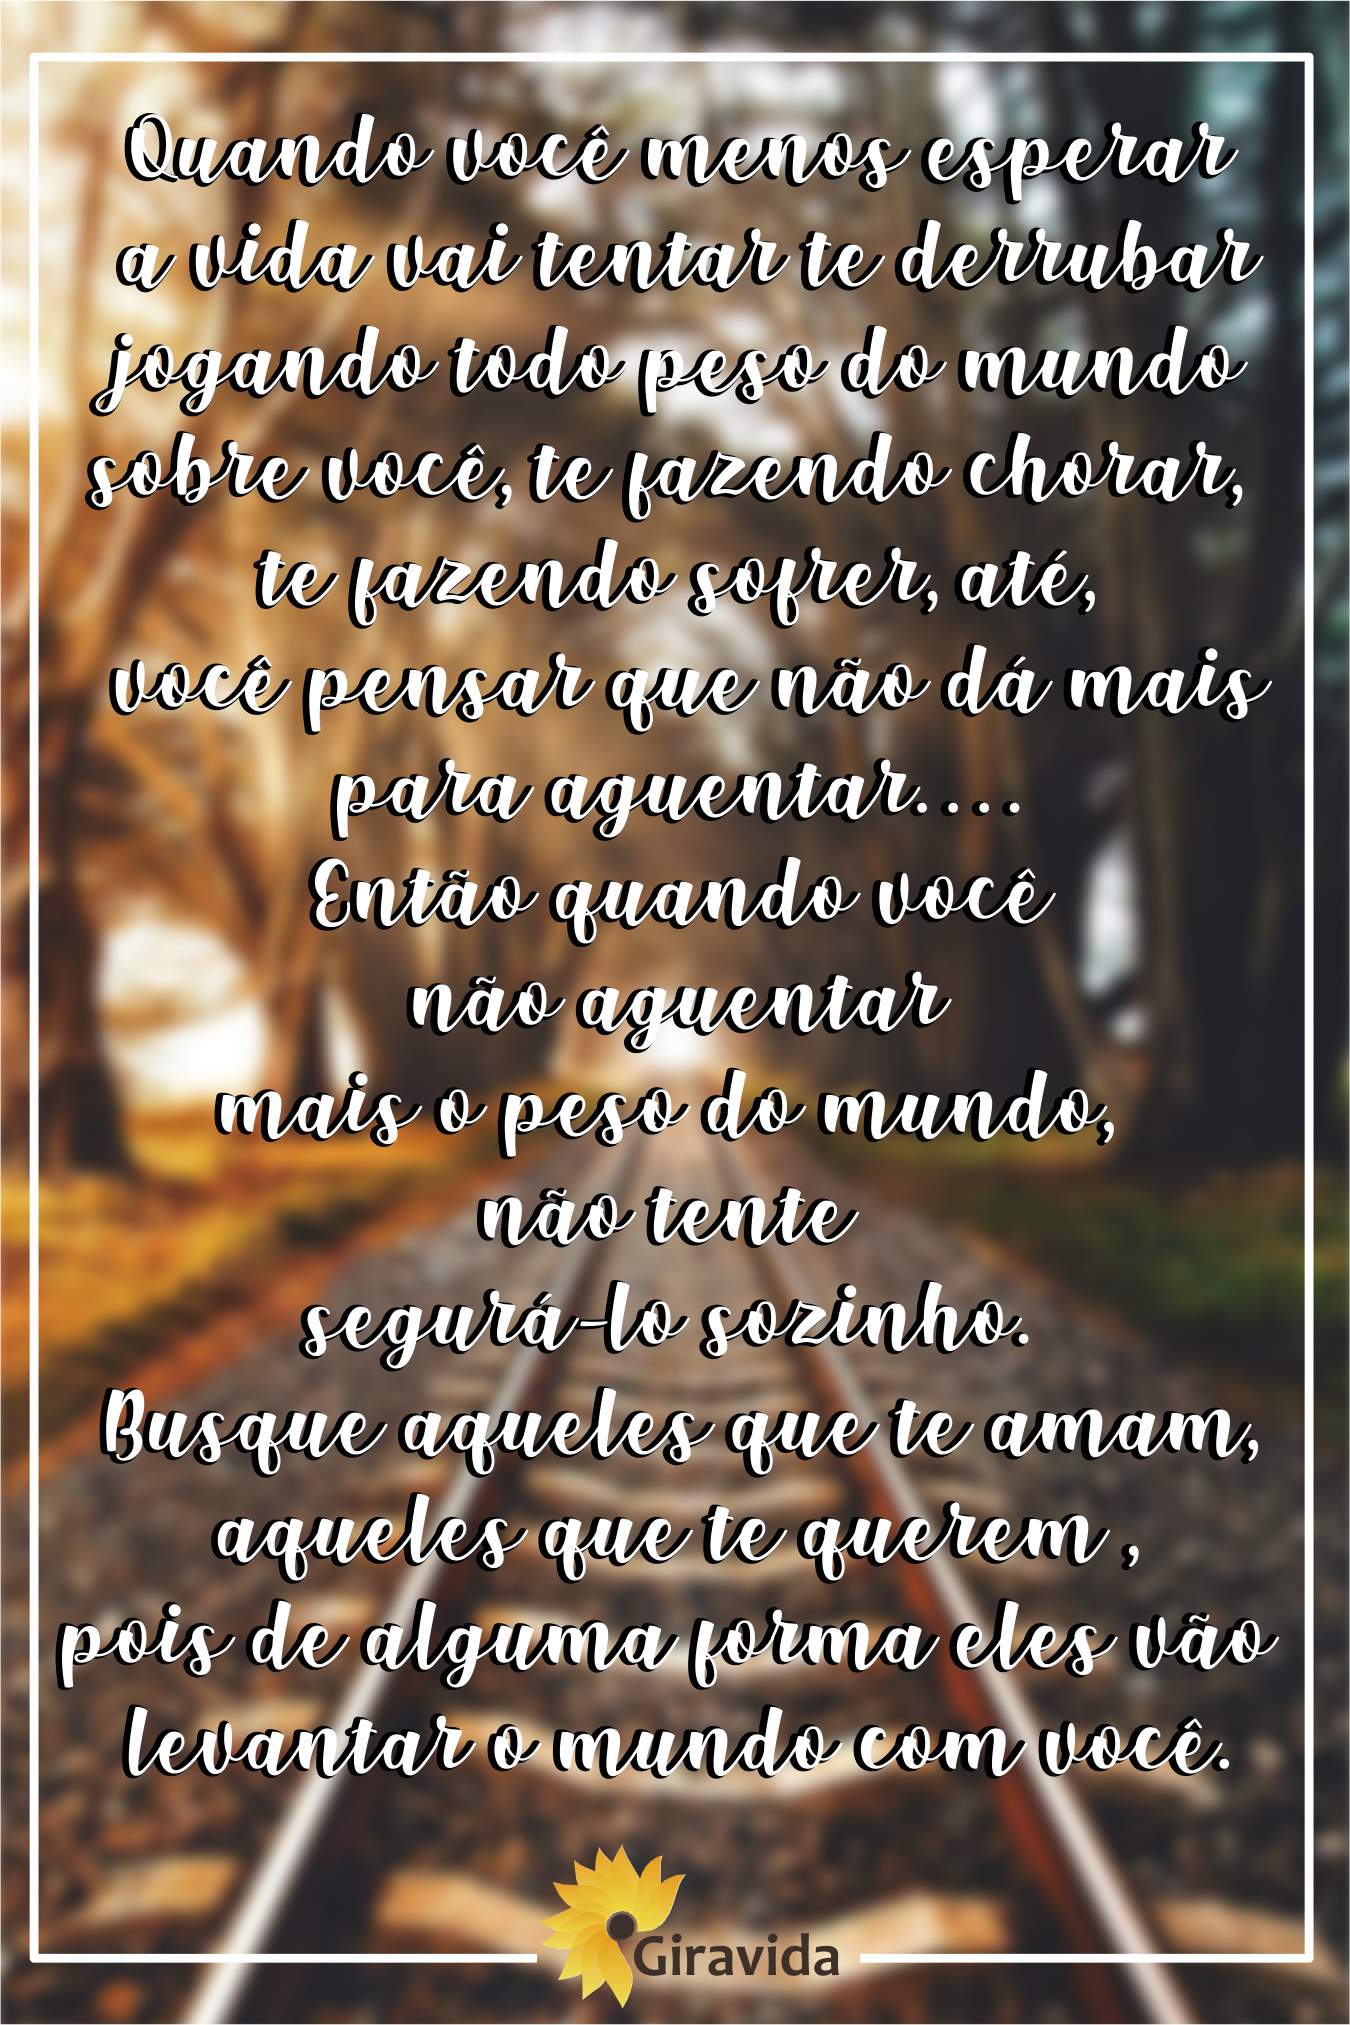 Quando você menos esperar
a vida vai tentar te derrubar
jogando todo peso do mundo
sobre você, te fazendo chorar,
te fazendo sofrer, até,
você pensar que não dá mais
para aguentar....
Então quando você
não aguentar
mais o peso do mundo,
não tente
segurá-lo sozinho.
Busque aqueles que te amam,
aqueles que te querem ,
pois de alguma forma eles vão
levantar o mundo com você.
Giravida